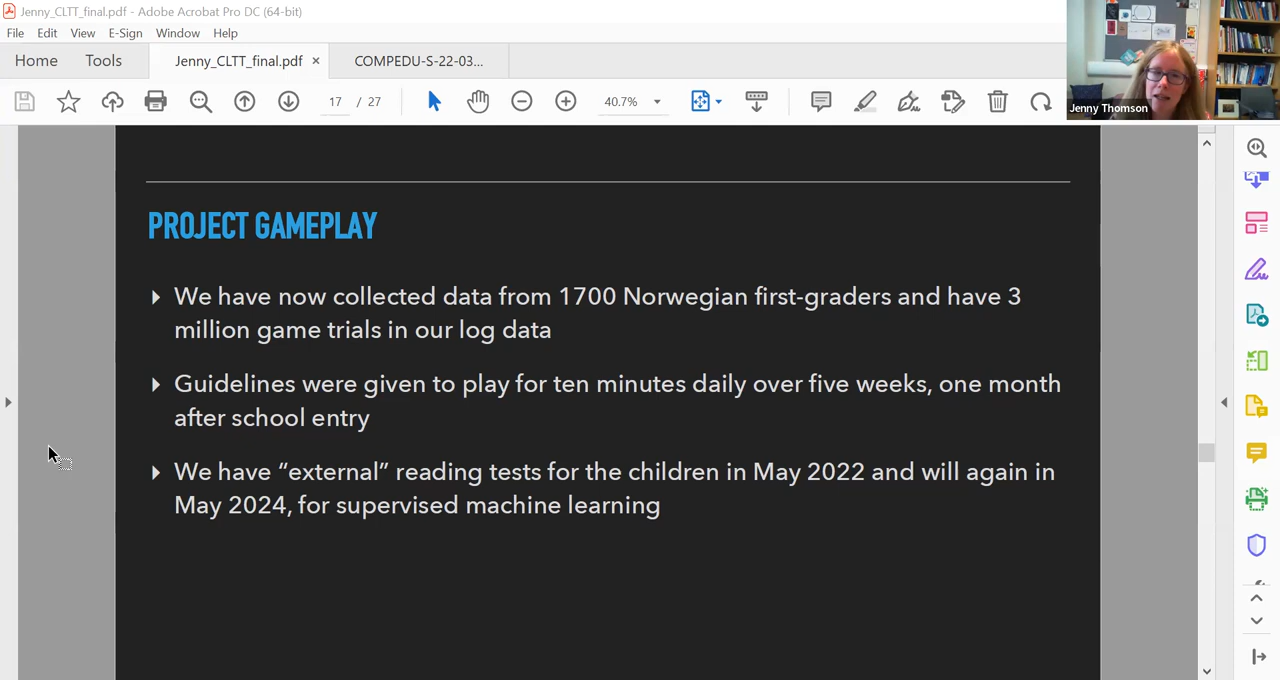 Jenny_CLTT_final.pdf - Adobe Acrobat Pro DC (64-bit)
File Edit View E-Sign Window Help
Home Tools Jenny_CLTT_final.pdf × COMPEDU-S-22-03...
17 / 27 40.7%
Jenny Thomson
PROJECT GAMEPLAY
We have now collected data from 1700 Norwegian first-graders and have 3
million game trials in our log data
Guidelines were given to play for ten minutes daily over five weeks, one month
after school entry
We have “external” reading tests for the children in May 2022 and will again in
May 2024, for supervised machine learning